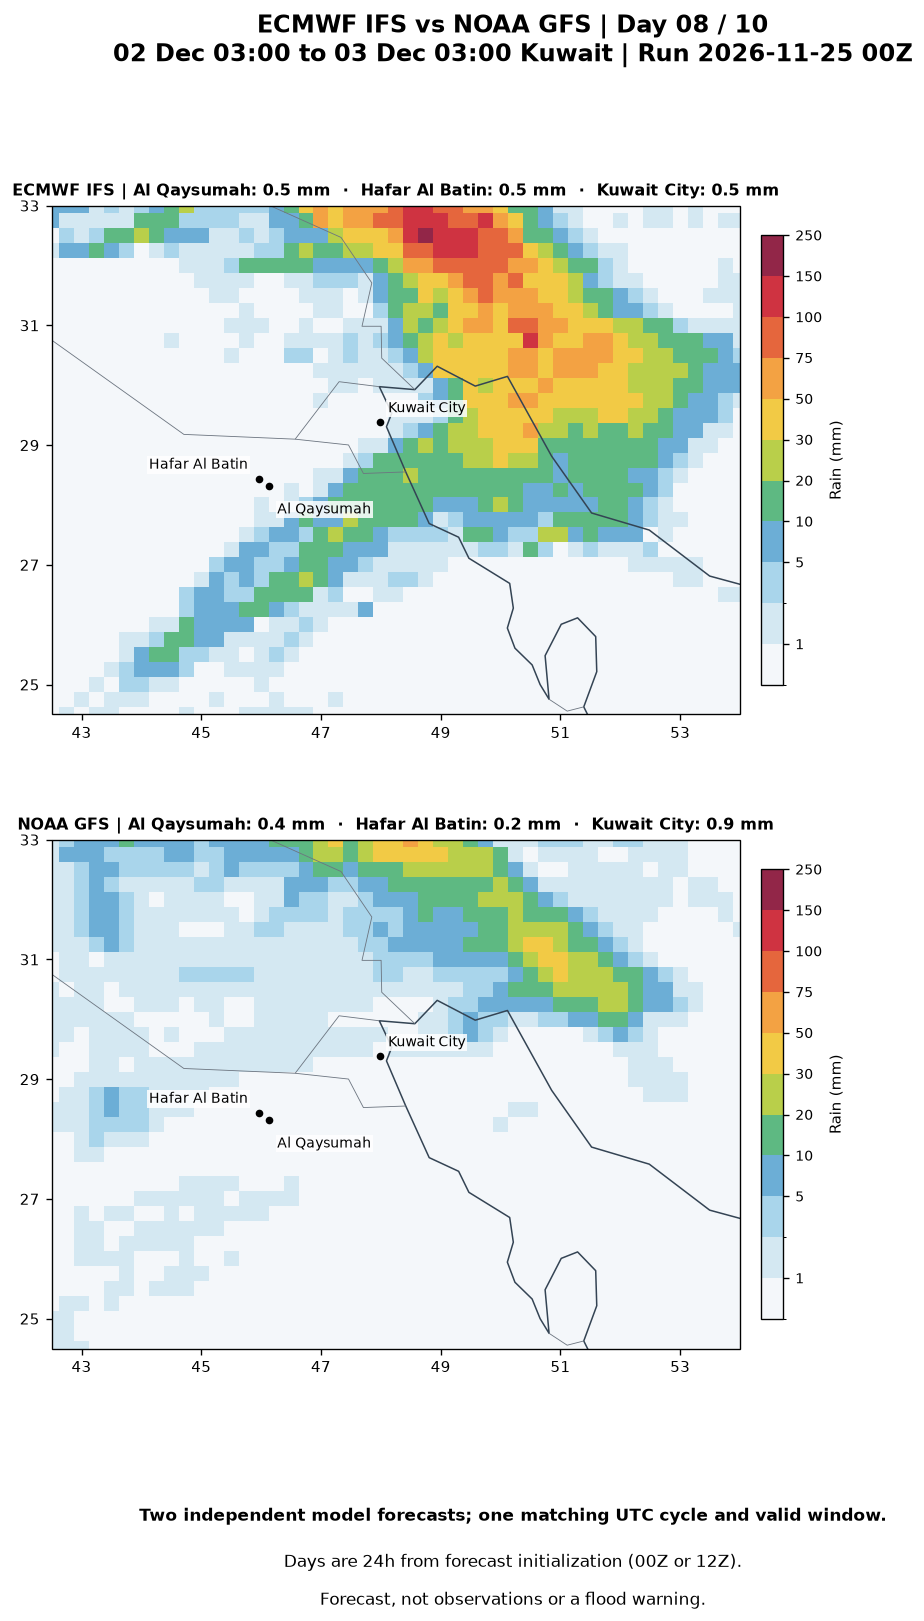 ECMWF IFS vs NOAA GFS | Day 08 / 10
02 Dec 03:00 to 03 Dec 03:00 Kuwait | Run 2026-11-25 00Z
ECMWF IFS | Al Qaysumah: 0.5 mm · Hafar Al Batin: 0.5 mm · Kuwait City: 0.5 mm
33
31
29
27
25
43
45
47
49
51
53
Kuwait City
Hafar Al Batin
Al Qaysumah
250
150
100
75
50
30
20
10
5
1
Rain (mm)
NOAA GFS | Al Qaysumah: 0.4 mm · Hafar Al Batin: 0.2 mm · Kuwait City: 0.9 mm
33
31
29
27
25
43
45
47
49
51
53
Kuwait City
Hafar Al Batin
Al Qaysumah
250
150
100
75
50
30
20
10
5
1
Rain (mm)
Two independent model forecasts; one matching UTC cycle and valid window.
Days are 24h from forecast initialization (00Z or 12Z).
Forecast, not observations or a flood warning.